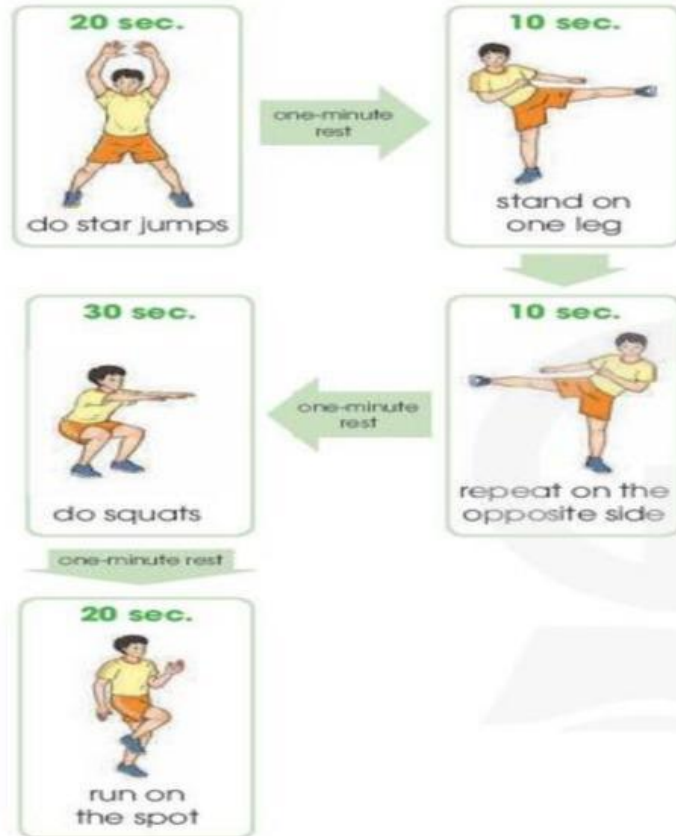 20 sec.
do star jumps
one-minute
rest
10 sec.
stand on
one leg
10 sec.
repeat on the
opposite side
one-minute
rest
30 sec.
do squats
one-minute rest
20 sec.
run on
the spot